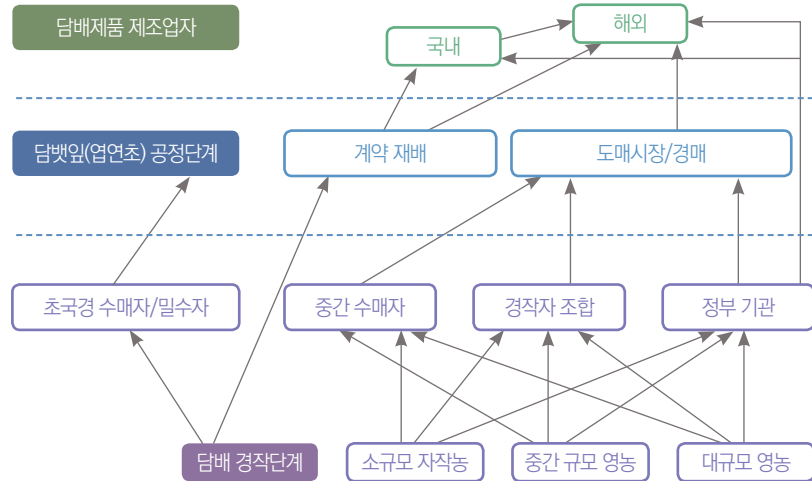 담배제품 제조업자
국내
해외
담뱃잎(엽연초) 공정단계
계약 재배
도매시장/경매
초국경 수매자/밀수자
중간 수매자
경작자 조합
정부 기관
담배 경작단계
소규모 자작농
중간 규모 영농
대규모 영농